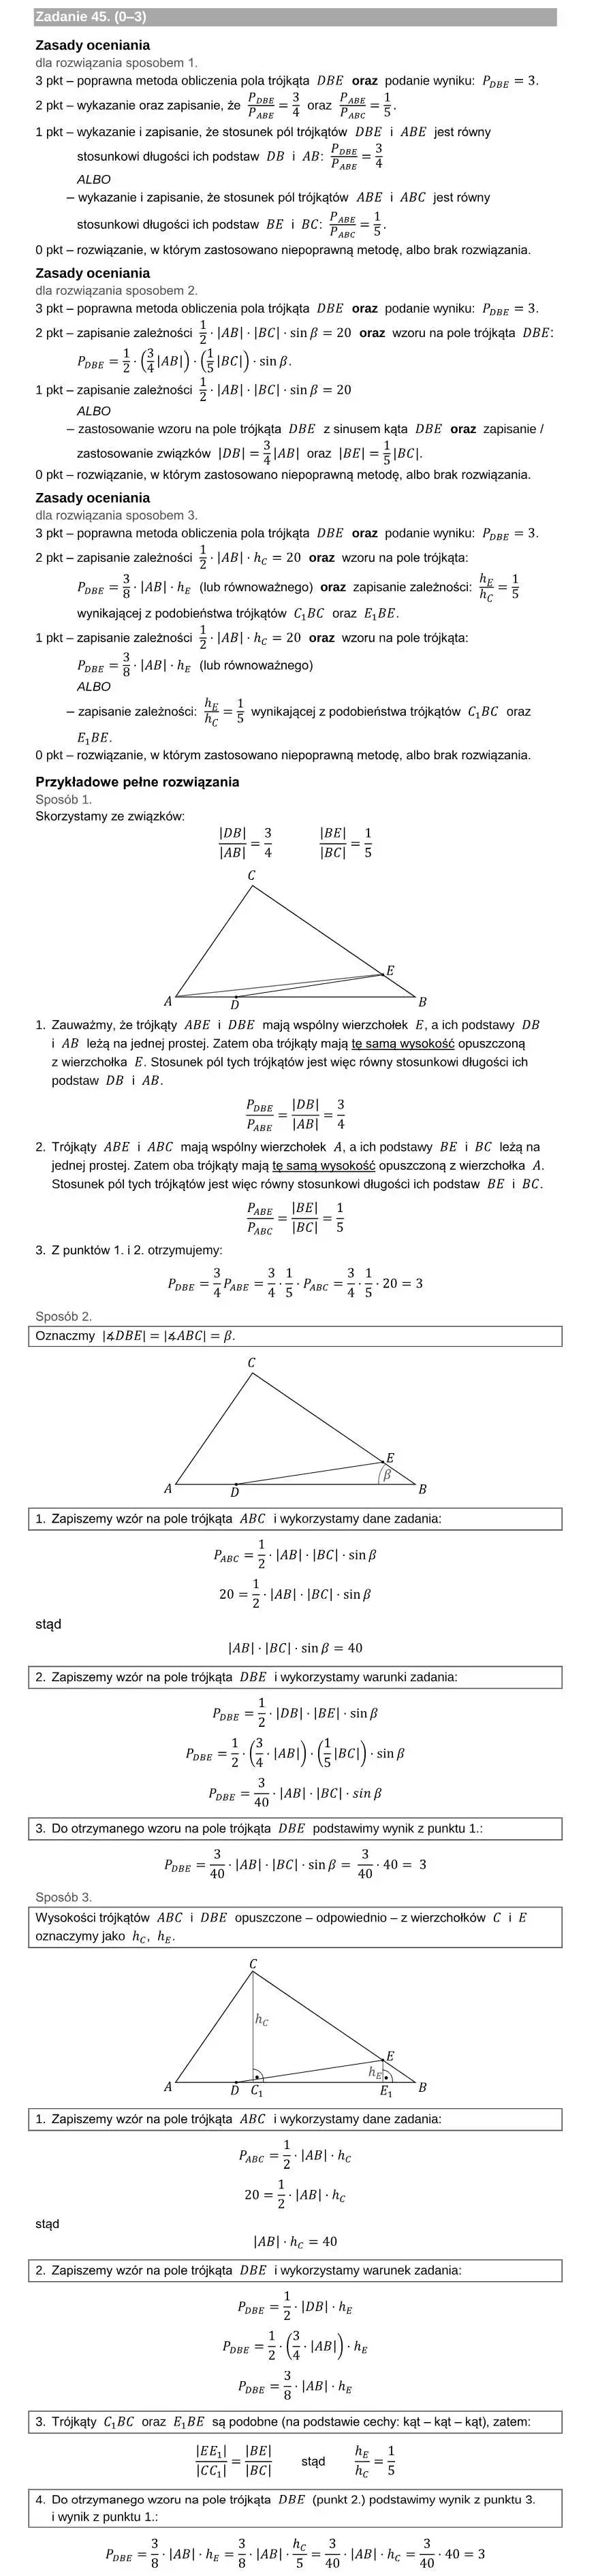 Zadanie 45. (0–3)
Zasady oceniania
dla rozwiązania sposobem 1.
3 pkt – poprawna metoda obliczenia pola trójkąta DBE oraz podanie wyniku: P_DBE = 3.
2 pkt – wykazanie oraz zapisanie, że P_DBE/P_ABE = 3/4 oraz P_ABE/P_ABC = 1/5.
1 pkt – wykazanie i zapisanie, że stosunek pól trójkątów DBE i ABE jest równy
stosunkowi długości ich podstaw DB i AB: P_DBE/P_ABE = 3/4
ALBO
– wykazanie i zapisanie, że stosunek pól trójkątów ABE i ABC jest równy
stosunkowi długości ich podstaw BE i BC: P_ABE/P_ABC = 1/5.
0 pkt – rozwiązanie, w którym zastosowano niepoprawną metodę, albo brak rozwiązania.
Zasady oceniania
dla rozwiązania sposobem 2.
3 pkt – poprawna metoda obliczenia pola trójkąta DBE oraz podanie wyniku: P_DBE = 3.
2 pkt – zapisanie zależności 1/2 · |AB| · |BC| · sin β = 20 oraz wzoru na pole trójkąta DBE:
P_DBE = 1/2 · (3/4|AB|) · (1/5|BC|) · sin β.
1 pkt – zapisanie zależności 1/2 · |AB| · |BC| · sin β = 20
ALBO
– zastosowanie wzoru na pole trójkąta DBE z sinusem kąta DBE oraz zapisanie /
zastosowanie związków |DB| = 3/4|AB| oraz |BE| = 1/5|BC|.
0 pkt – rozwiązanie, w którym zastosowano niepoprawną metodę, albo brak rozwiązania.
Zasady oceniania
dla rozwiązania sposobem 3.
3 pkt – poprawna metoda obliczenia pola trójkąta DBE oraz podanie wyniku: P_DBE = 3.
2 pkt – zapisanie zależności 1/2 · |AB| · h_C = 20 oraz wzoru na pole trójkąta:
P_DBE = 3/8 · |AB| · h_E (lub równoważnego) oraz zapisanie zależności: h_E/h_C = 1/5
wynikającej z podobieństwa trójkątów C₁BC oraz E₁BE.
1 pkt – zapisanie zależności 1/2 · |AB| · h_C = 20 oraz wzoru na pole trójkąta:
P_DBE = 3/8 · |AB| · h_E (lub równoważnego)
ALBO
– zapisanie zależności: h_E/h_C = 1/5 wynikającej z podobieństwa trójkątów C₁BC oraz
E₁BE.
0 pkt – rozwiązanie, w którym zastosowano niepoprawną metodę, albo brak rozwiązania.
Przykładowe pełne rozwiązania
Sposób 1.
Skorzystamy ze związków:
|DB|/|AB| = 3/4 |BE|/|BC| = 1/5
C
E
A D B
1. Zauważmy, że trójkąty ABE i DBE mają wspólny wierzchołek E, a ich podstawy DB
i AB leżą na jednej prostej. Zatem oba trójkąty mają tę samą wysokość opuszczoną
z wierzchołka E. Stosunek pól tych trójkątów jest więc równy stosunkowi długości ich
podstaw DB i AB.
P_DBE/P_ABE = |DB|/|AB| = 3/4
2. Trójkąty ABE i ABC mają wspólny wierzchołek A, a ich podstawy BE i BC leżą na
jednej prostej. Zatem oba trójkąty mają tę samą wysokość opuszczoną z wierzchołka A.
Stosunek pól tych trójkątów jest więc równy stosunkowi długości ich podstaw BE i BC.
P_ABE/P_ABC = |BE|/|BC| = 1/5
3. Z punktów 1. i 2. otrzymujemy:
P_DBE = 3/4 P_ABE = 3/4 · 1/5 · P_ABC = 3/4 · 1/5 · 20 = 3
Sposób 2.
Oznaczmy |∡DBE| = |∡ABC| = β.
C
E
β
A D B
1. Zapiszemy wzór na pole trójkąta ABC i wykorzystamy dane zadania:
P_ABC = 1/2 · |AB| · |BC| · sin β
20 = 1/2 · |AB| · |BC| · sin β
stąd
|AB| · |BC| · sin β = 40
2. Zapiszemy wzór na pole trójkąta DBE i wykorzystamy warunki zadania:
P_DBE = 1/2 · |DB| · |BE| · sin β
P_DBE = 1/2 · (3/4 · |AB|) · (1/5|BC|) · sin β
P_DBE = 3/40 · |AB| · |BC| · sin β
3. Do otrzymanego wzoru na pole trójkąta DBE podstawimy wynik z punktu 1.:
P_DBE = 3/40 · |AB| · |BC| · sin β = 3/40 · 40 = 3
Sposób 3.
Wysokości trójkątów ABC i DBE opuszczone – odpowiednio – z wierzchołków C i E
oznaczymy jako h_C, h_E.
C
h_C
E
h_E
A D C₁ E₁ B
1. Zapiszemy wzór na pole trójkąta ABC i wykorzystamy dane zadania:
P_ABC = 1/2 · |AB| · h_C
20 = 1/2 · |AB| · h_C
stąd
|AB| · h_C = 40
2. Zapiszemy wzór na pole trójkąta DBE i wykorzystamy warunek zadania:
P_DBE = 1/2 · |DB| · h_E
P_DBE = 1/2 · (3/4 · |AB|) · h_E
P_DBE = 3/8 · |AB| · h_E
3. Trójkąty C₁BC oraz E₁BE są podobne (na podstawie cechy: kąt – kąt – kąt), zatem:
|EE₁|/|CC₁| = |BE|/|BC| stąd h_E/h_C = 1/5
4. Do otrzymanego wzoru na pole trójkąta DBE (punkt 2.) podstawimy wynik z punktu 3.
i wynik z punktu 1.:
P_DBE = 3/8 · |AB| · h_E = 3/8 · |AB| · h_C/5 = 3/40 · |AB| · h_C = 3/40 · 40 = 3